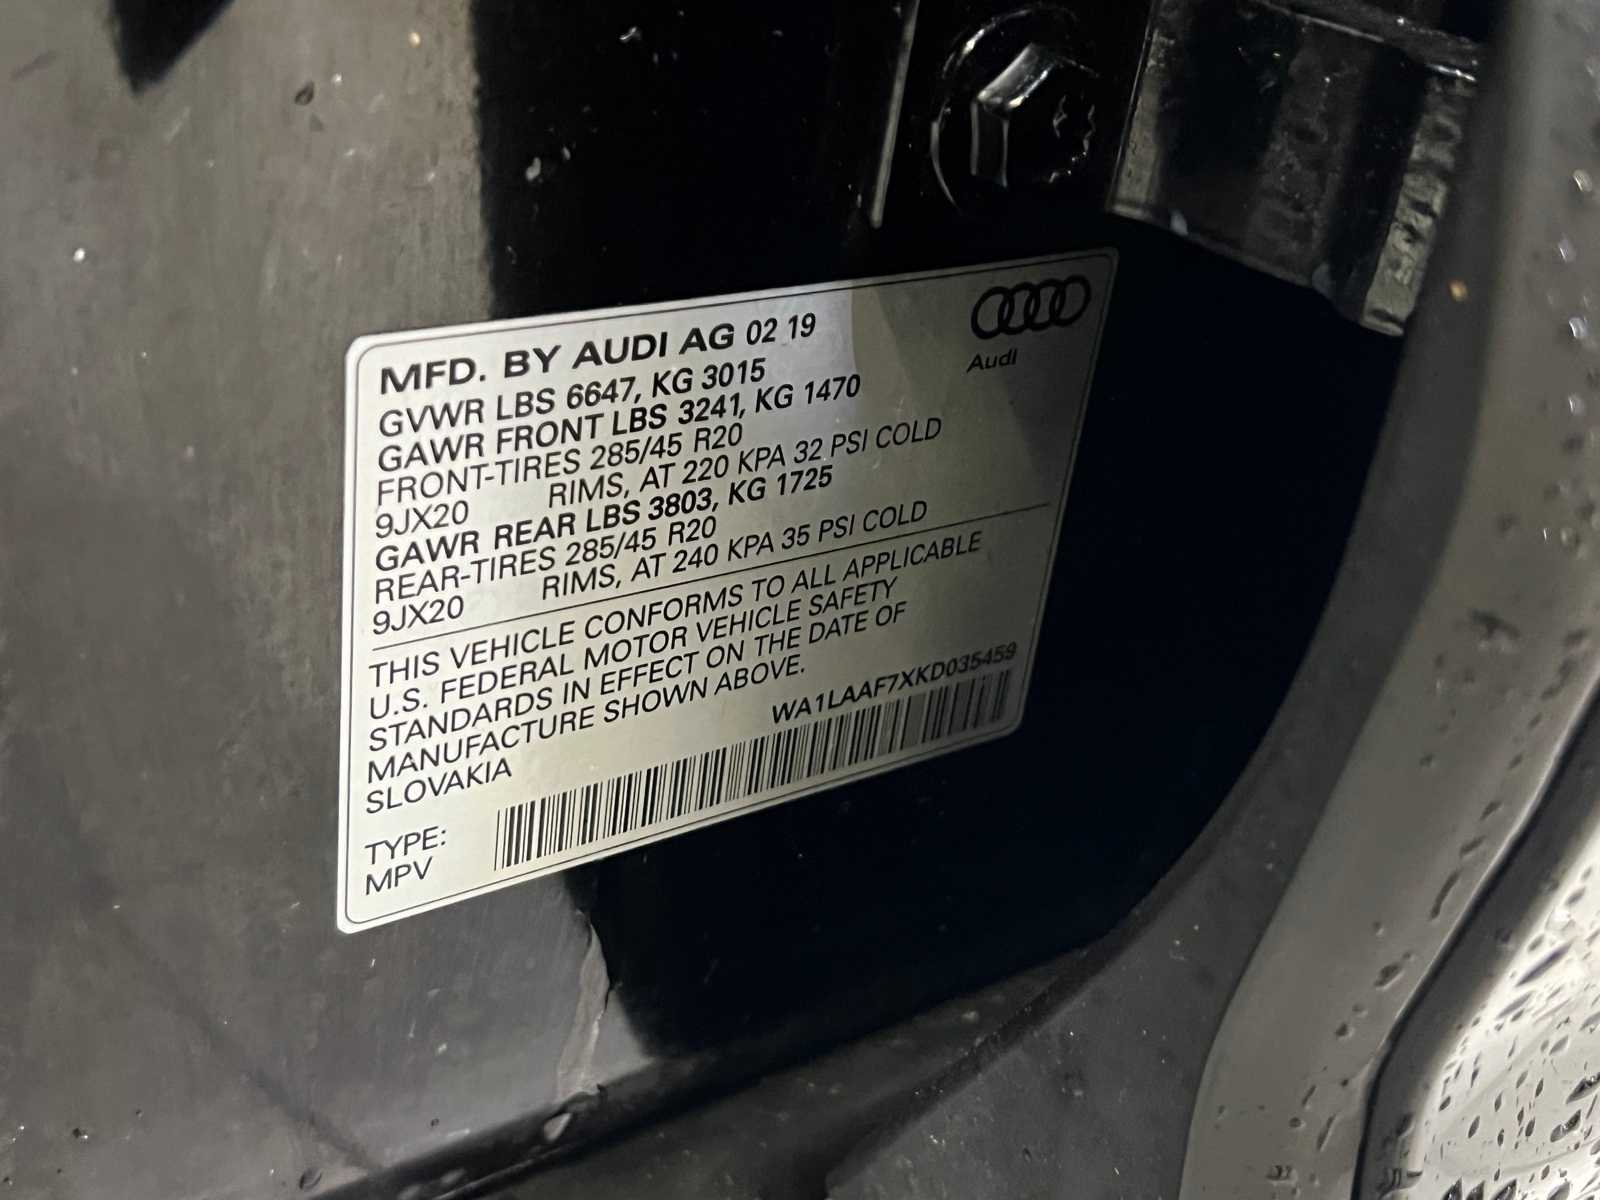 MFD. BY AUDI AG 02 19
GVWR LBS 6647, KG 3015
GAWR FRONT LBS 3241, KG 1470
FRONT-TIRES 285/45 R20
9JX20 RIMS, AT 220 KPA 32 PSI COLD
GAWR REAR LBS 3803, KG 1725
REAR-TIRES 285/45 R20
9JX20 RIMS, AT 240 KPA 35 PSI COLD
Audi
THIS VEHICLE CONFORMS TO ALL APPLICABLE
U.S. FEDERAL MOTOR VEHICLE SAFETY
STANDARDS IN EFFECT ON THE DATE OF
MANUFACTURE SHOWN ABOVE.
SLOVAKIA
WA1LAAF7XKD035459
TYPE:
MPV